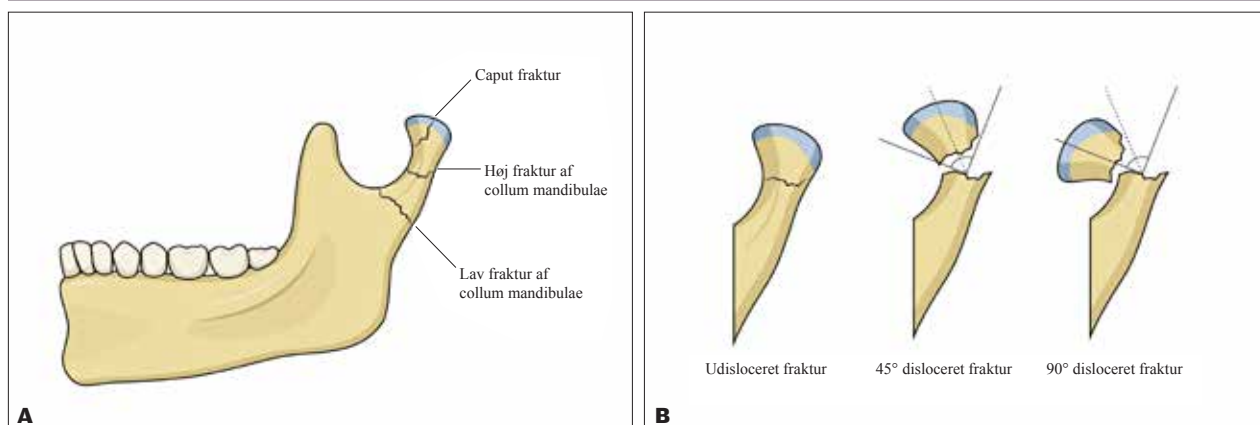 Caput fraktur
Høj fraktur af
collum mandibulae
Lav fraktur af
collum mandibulae
A
Udisloceret fraktur
45° disloceret fraktur
90° disloceret fraktur
B